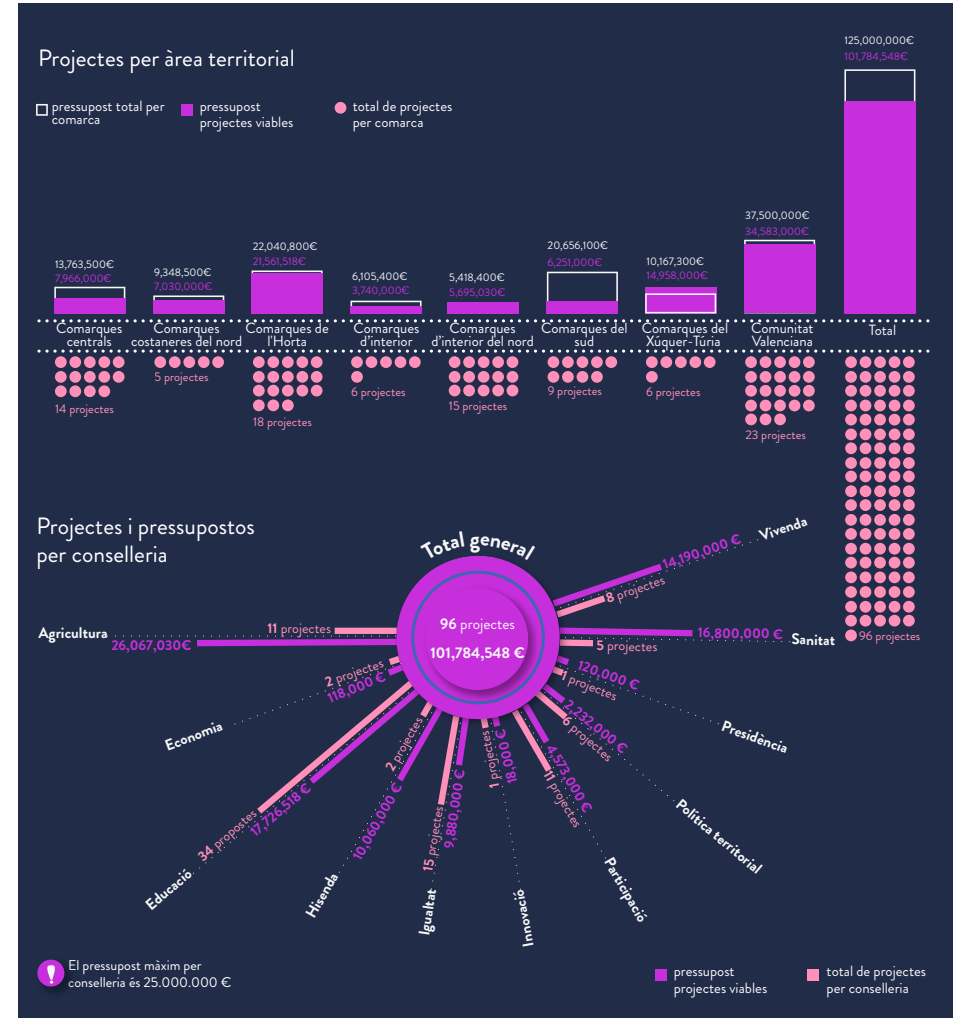 Projectes per àrea territorial
pressupost total per
comarca
pressupost
projectes viables
total de projectes
per comarca
125,000,000€
101,784,548€
13,763,500€
7,966,000€
9,348,500€
7,030,000€
22,040,800€
21,561,518€
6,105,400€
3,740,000€
5,418,400€
5,695,030€
20,656,100€
6,251,000€
10,167,300€
14,958,000€
37,500,000€
34,583,000€
Comarques
centrals
Comarques
costaneres del nord
Comarques de
l'Horta
Comarques
d'interior
Comarques
d'interior del nord
Comarques del
sud
Comarques del
Xúquer-Túria
Comunitat
Valenciana
Total
14 projectes
5 projectes
18 projectes
6 projectes
15 projectes
9 projectes
6 projectes
23 projectes
96 projectes
Projectes i pressupostos
per conselleria
Total general
96 projectes
101,784,548 €
Vivenda
14,190,000 €
8 projectes
Sanitat
16,800,000 €
5 projectes
Presidència
120,000 €
1 projectes
Política territorial
2,232,000 €
6 projectes
Participació
4,573,000 €
11 projectes
Innovació
18,000 €
1 projectes
Igualtat
9,880,000 €
15 projectes
Hisenda
10,060,000 €
2 projectes
Educació
17,726,518 €
34 propostes
Economia
118,000 €
2 projectes
Agricultura
26,067,030€
11 projectes
!
El pressupost màxim per
conselleria és 25.000.000 €
pressupost
projectes viables
total de projectes
per conselleria